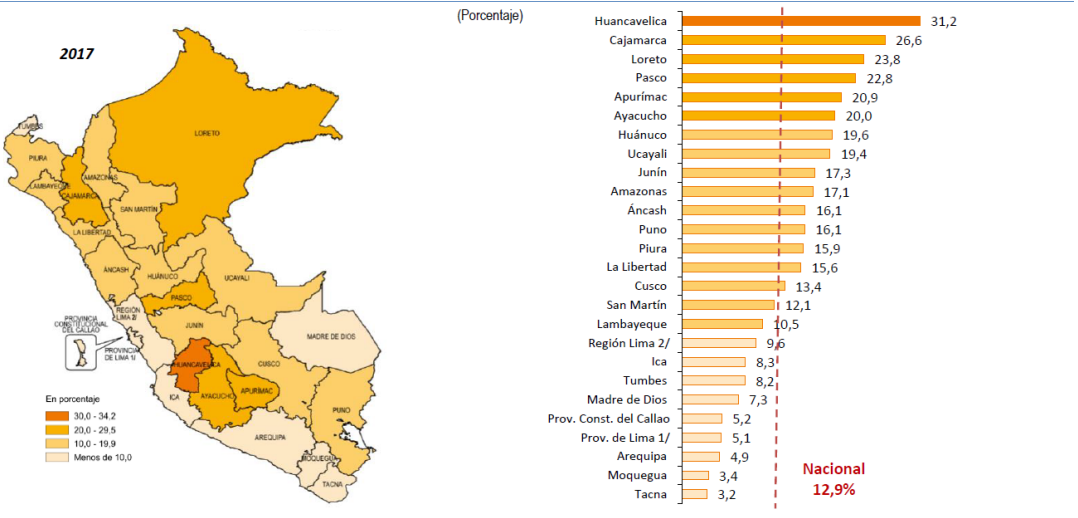 (Porcentaje)
2017
TUMBES
PIURA
LAMBAYEQUE
CAJAMARCA
AMAZONAS
LORETO
SAN MARTÍN
LA LIBERTAD
ÁNCASH
HUÁNUCO
UCAYALI
PASCO
REGIÓN
LIMA 2/
PROVINCIA
CONSTITUCIONAL
DEL CALLAO
PROVINCIA
DE LIMA 1/
JUNÍN
MADRE DE DIOS
HUANCAVELICA
CUSCO
ICA
AYACUCHO
APURÍMAC
PUNO
AREQUIPA
MOQUEGUA
TACNA
En porcentaje
30,0 - 34,2
20,0 - 29,5
10,0 - 19,9
Menos de 10,0
Huancavelica 31,2
Cajamarca 26,6
Loreto 23,8
Pasco 22,8
Apurímac 20,9
Ayacucho 20,0
Huánuco 19,6
Ucayali 19,4
Junín 17,3
Amazonas 17,1
Áncash 16,1
Puno 16,1
Piura 15,9
La Libertad 15,6
Cusco 13,4
San Martín 12,1
Lambayeque 10,5
Región Lima 2/ 9,6
Ica 8,3
Tumbes 8,2
Madre de Dios 7,3
Prov. Const. del Callao 5,2
Prov. de Lima 1/ 5,1
Arequipa 4,9
Moquegua 3,4
Tacna 3,2
Nacional
12,9%